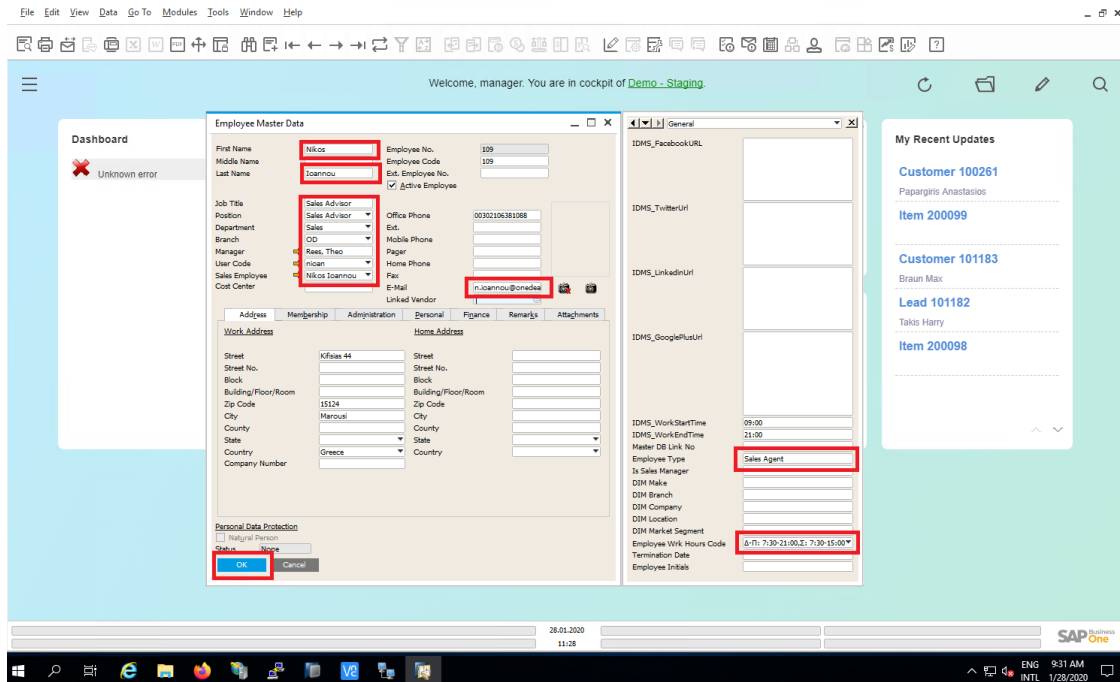 File Edit View Data Go To Modules Tools Window Help
Welcome, manager. You are in cockpit of Demo - Staging.
Dashboard
Unknown error
Employee Master Data
First Name Nikos Employee No. 109
Middle Name Employee Code 109
Last Name Ioannou Ext. Employee No.
Active Employee
Job Title Sales Advisor
Position Sales Advisor Office Phone 00302106381088
Department Sales Ext.
Branch OD Mobile Phone
Manager Rees, Theo Pager
User Code nioan Home Phone
Sales Employee Nikos Ioannou Fax
Cost Center E-Mail n.ioannou@onedea
Linked Vendor
Address Membership Administration Personal Finance Remarks Attachments
Work Address Home Address
Street Kifisias 44 Street
Street No. Street No.
Block Block
Building/Floor/Room Building/Floor/Room
Zip Code 15124 Zip Code
City Marousi City
County County
State State
Country Greece Country
Company Number
Personal Data Protection
Natural Person
Status None
OK Cancel
General
IDMS_FacebookURL
IDMS_TwitterUrl
IDMS_LinkedinUrl
IDMS_GooglePlusUrl
IDMS_WorkStartTime 09:00
IDMS_WorkEndTime 21:00
Master DB Link No
Employee Type Sales Agent
Is Sales Manager
DIM Make
DIM Branch
DIM Company
DIM Location
DIM Market Segment
Employee Wrk Hours Code Δ-Π: 7:30-21:00,Σ: 7:30-15:00
Termination Date
Employee Initials
My Recent Updates
Customer 100261
Papargiris Anastasios
Item 200099
Customer 101183
Braun Max
Lead 101182
Takis Harry
Item 200098
28.01.2020
11:28
SAP Business One
ENG 9:31 AM
INTL 1/28/2020